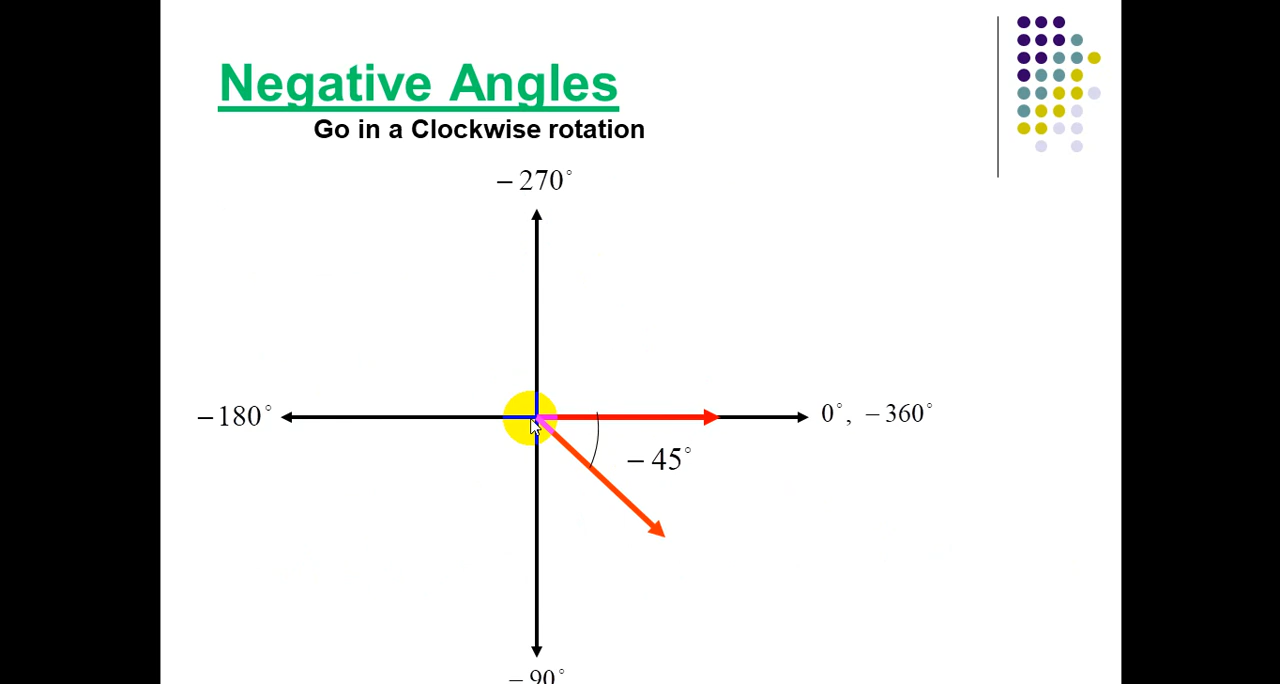 Negative Angles
Go in a Clockwise rotation
−270°
−180°
0°, −360°
−45°
−90°